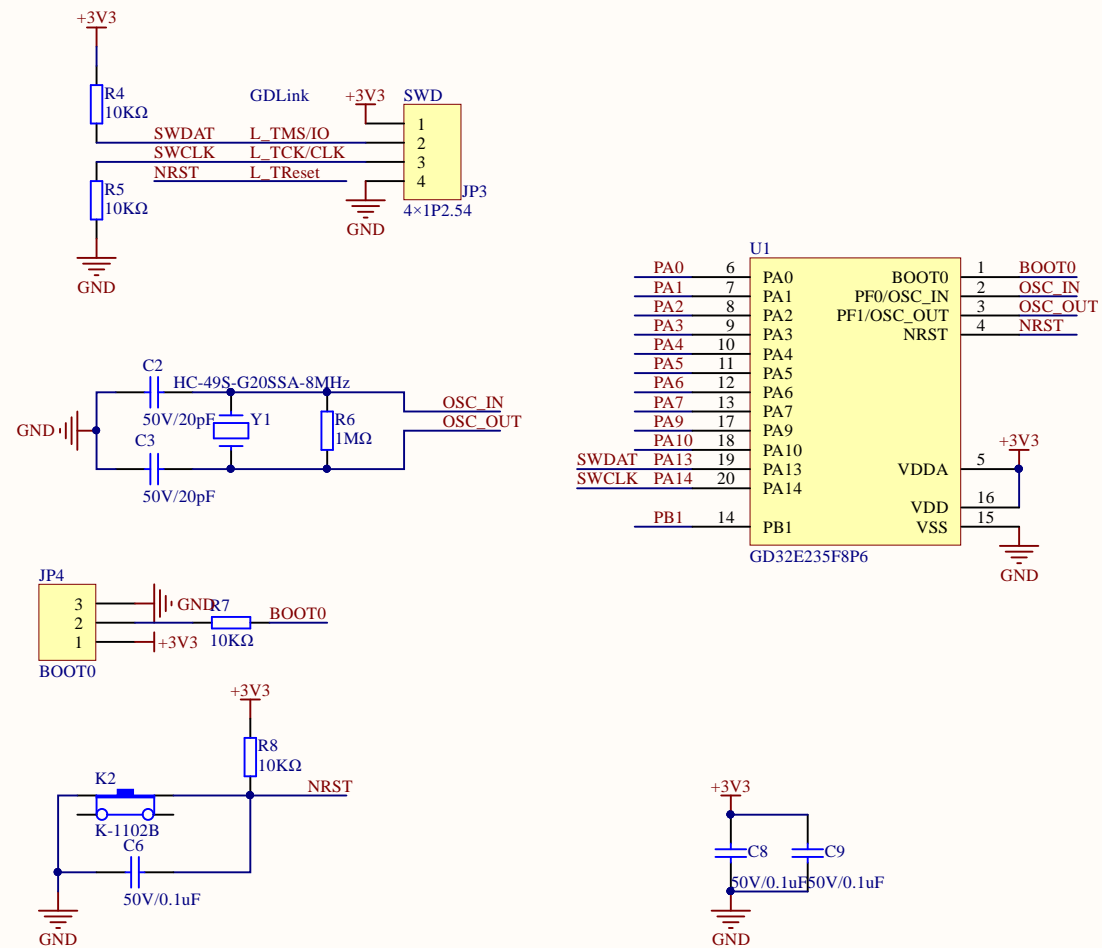 +3V3
R4
10KΩ
GDLink
+3V3
SWD
1
SWDAT
L_TMS/IO
2
SWCLK
L_TCK/CLK
3
NRST
L_TReset
4
R5
10KΩ
JP3
4×1P2.54
GND
GND
U1
PA0 6 PA0
PA1 7 PA1
PA2 8 PA2
PA3 9 PA3
PA4 10 PA4
PA5 11 PA5
PA6 12 PA6
PA7 13 PA7
PA9 17 PA9
PA10 18 PA10
SWDAT PA13 19 PA13
SWCLK PA14 20 PA14
PB1 14 PB1
BOOT0 1 BOOT0
PF0/OSC_IN 2 OSC_IN
PF1/OSC_OUT 3 OSC_OUT
NRST 4 NRST
+3V3
VDDA 5
VDD 16
VSS 15
GND
GD32E235F8P6
C2
HC-49S-G20SSA-8MHz
50V/20pF
Y1
R6
1MΩ
OSC_IN
OSC_OUT
GND
C3
50V/20pF
JP4
3
GND
2
R7
10KΩ
BOOT0
1
+3V3
BOOT0
+3V3
R8
10KΩ
K2
NRST
K-1102B
C6
50V/0.1uF
GND
+3V3
C8
C9
50V/0.1uF
50V/0.1uF
GND